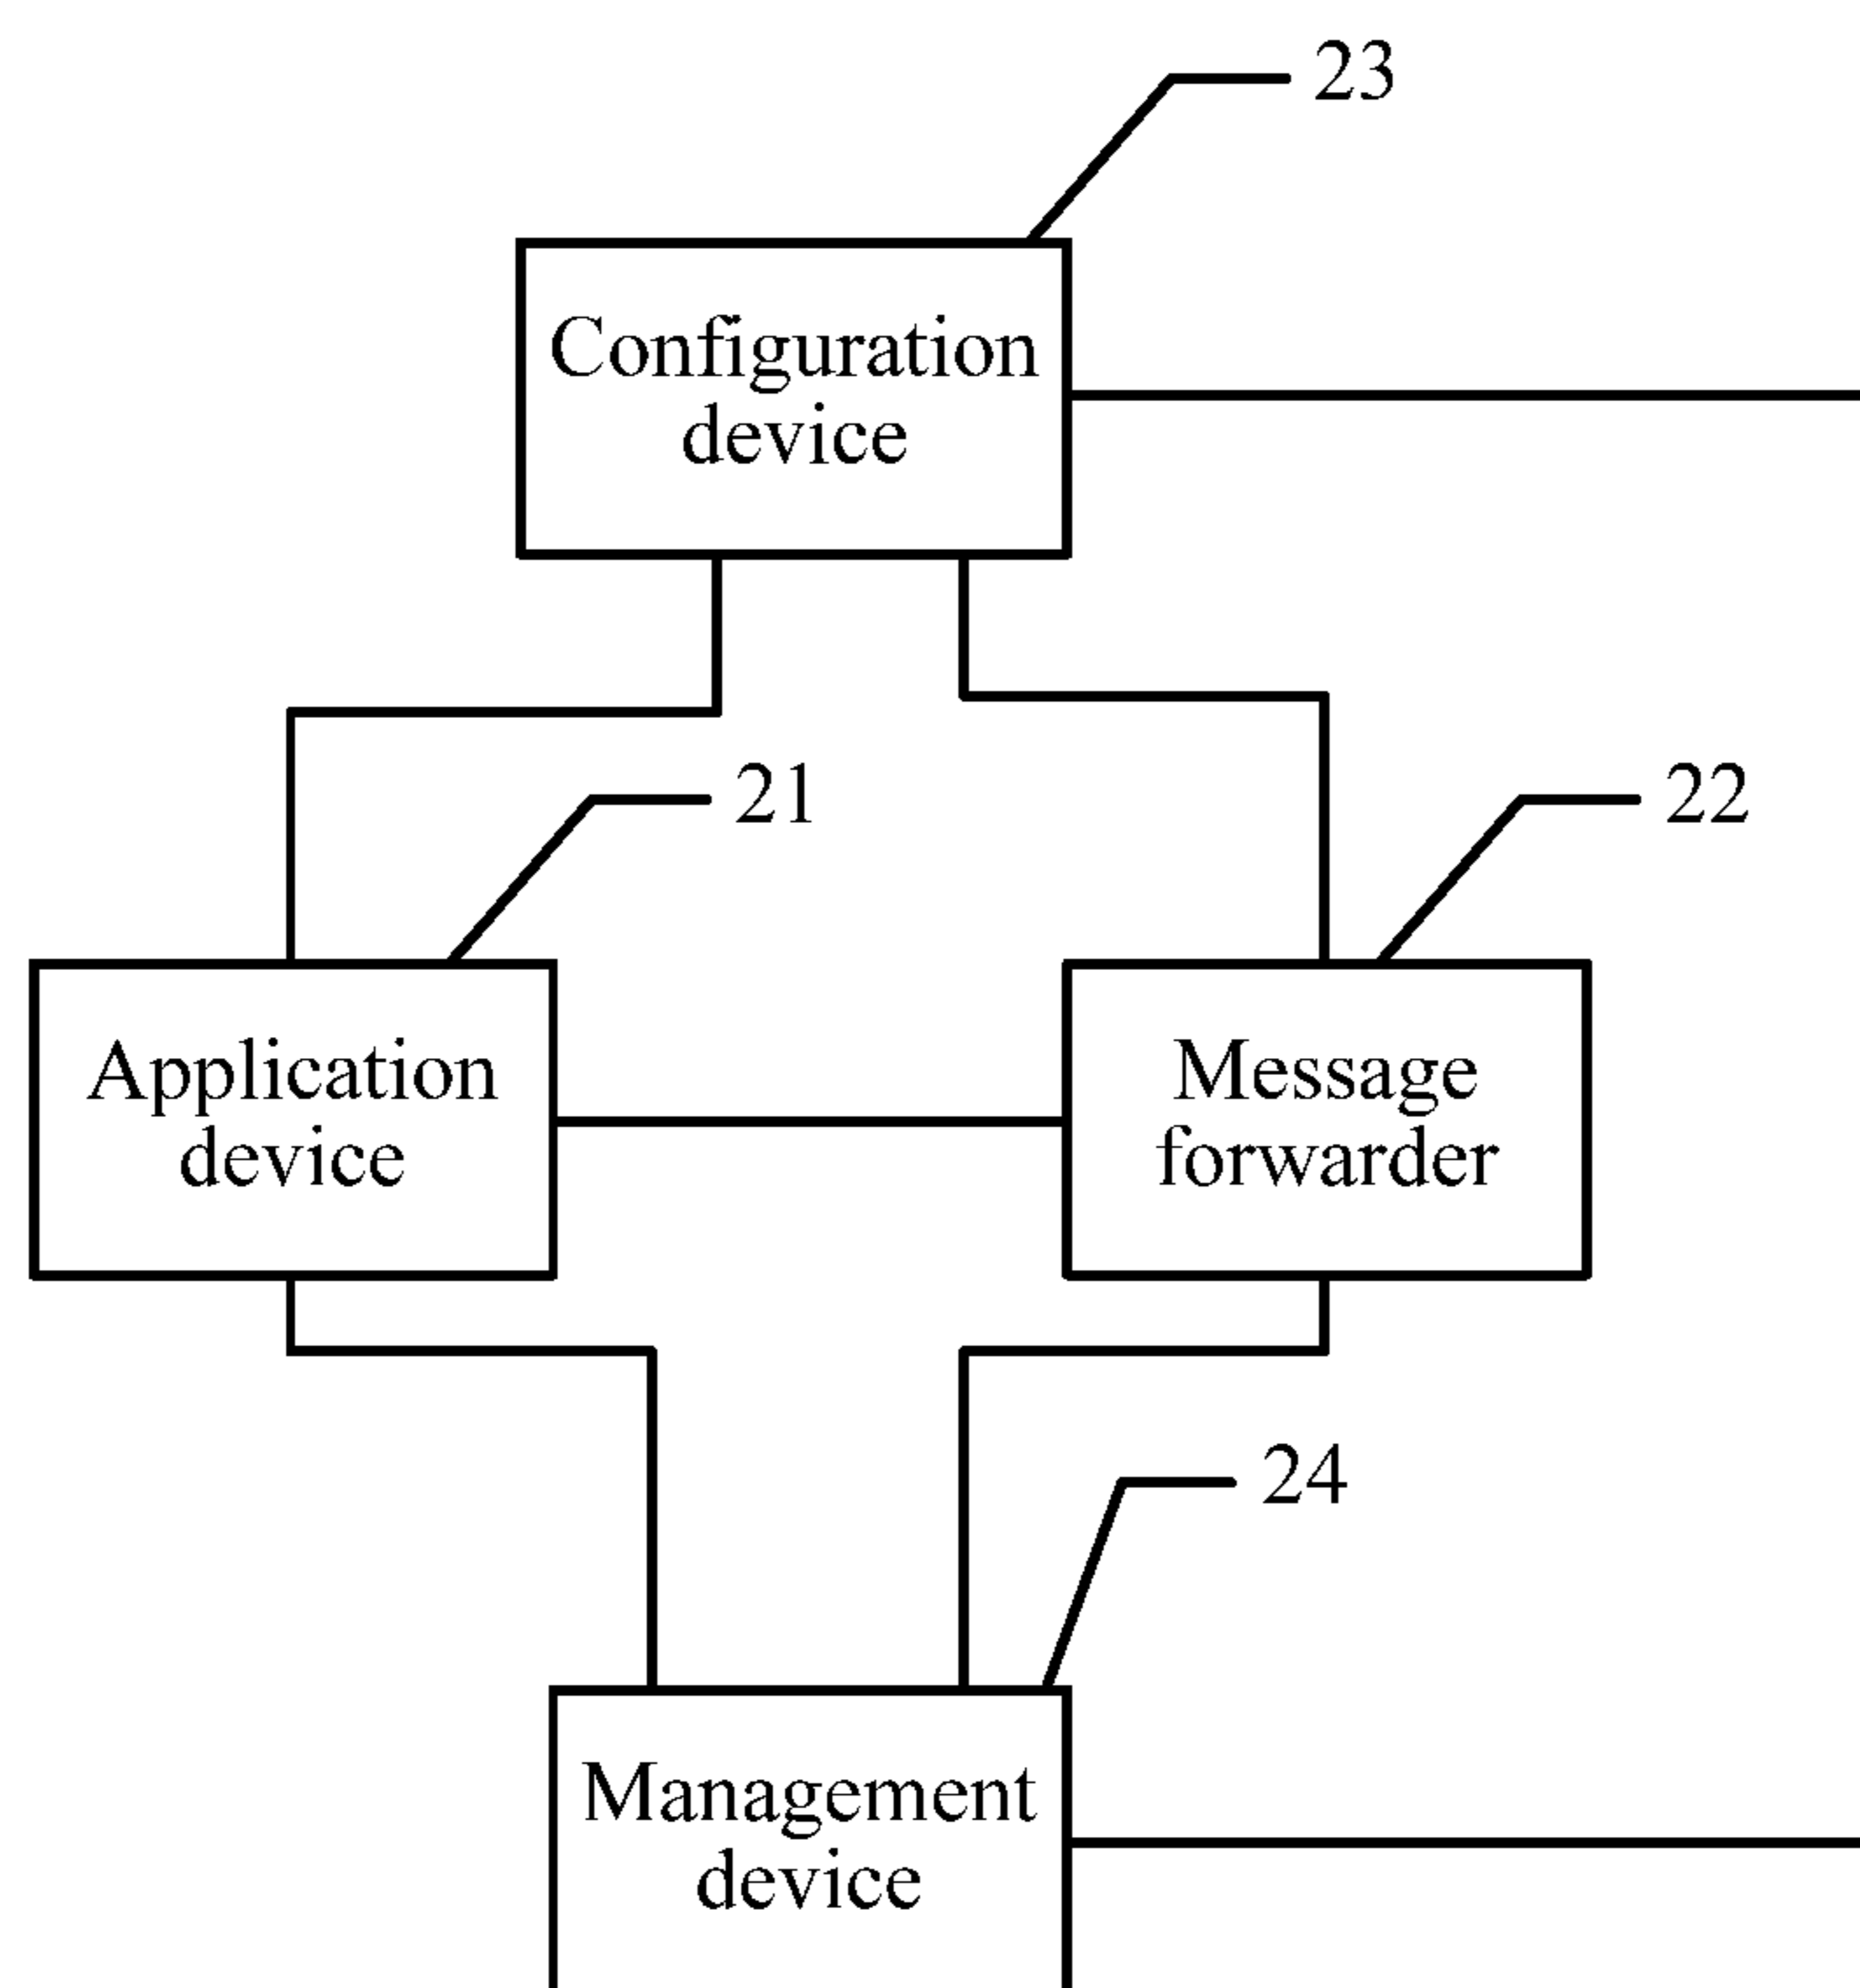 23
Configuration
device
21
22
Application
device
Message
forwarder
24
Management
device